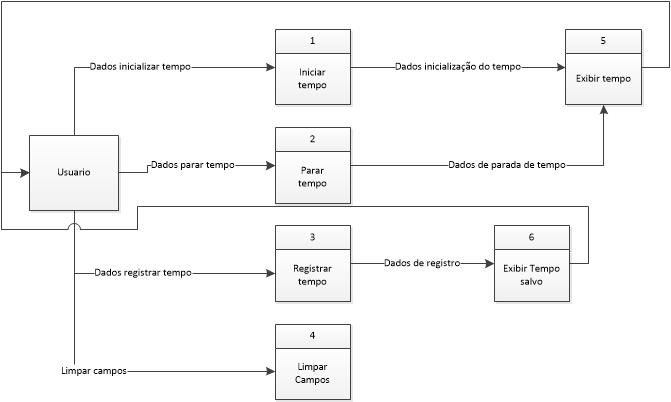 1
5
Dados inicializar tempo
Iniciar
tempo
Dados inicialização do tempo
Exibir tempo
2
Usuario
Dados parar tempo
Parar
tempo
Dados de parada de tempo
3
6
Dados registrar tempo
Registrar
tempo
Dados de registro
Exibir Tempo
salvo
4
Limpar campos
Limpar
Campos